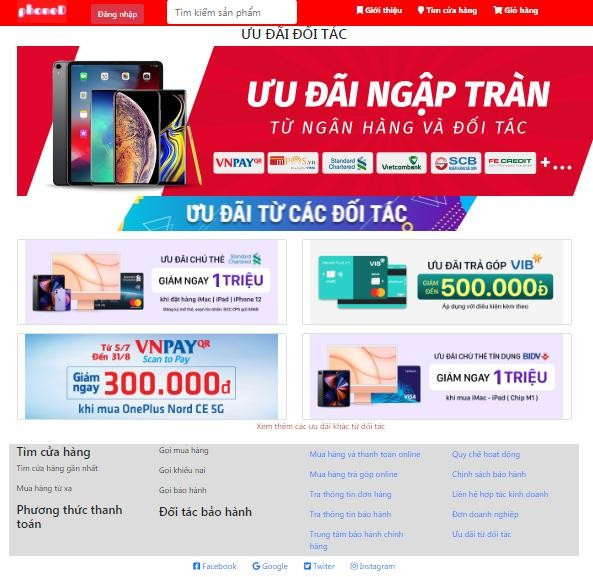 phoneD
Đăng nhập
Tìm kiếm sản phẩm
Giới thiệu
Tìm cửa hàng
Giỏ hàng
ƯU ĐÃI ĐỐI TÁC
ƯU ĐÃI NGẬP TRÀN
TỪ NGÂN HÀNG VÀ ĐỐI TÁC
VNPAY QR
mPOS.vn
Standard Chartered
Vietcombank
SCB
FE CREDIT
+...
ƯU ĐÃI TỪ CÁC ĐỐI TÁC
ƯU ĐÃI CHỦ THẺ Standard Chartered
GIẢM NGAY 1 TRIỆU
khi đặt hàng iMac | iPad | iPhone 12
ƯU ĐÃI TRẢ GÓP VIB
GIẢM ĐẾN 500.000Đ
Áp dụng với điều kiện kèm theo
Từ 5/7
Đến 31/8
VNPAY QR
Scan to Pay
Giảm ngay 300.000đ
khi mua OnePlus Nord CE 5G
ƯU ĐÃI CHỦ THẺ TÍN DỤNG BIDV
GIẢM NGAY 1 TRIỆU
khi mua iMac - iPad ( Chip M1 )
VISA
Xem thêm các ưu đãi khác từ đối tác
Tìm cửa hàng
Tìm cửa hàng gần nhất
Mua hàng từ xa
Phương thức thanh
toán
Gọi mua hàng
Gọi khiếu nại
Gọi bảo hành
Đối tác bảo hành
Mua hàng và thanh toán online
Mua hàng trả góp online
Tra thông tin đơn hàng
Tra thông tin bảo hành
Trung tâm bảo hành chính
hãng
Quy chế hoạt động
Chính sách bảo hành
Liên hệ hợp tác kinh doanh
Đơn doanh nghiệp
Ưu đãi từ đối tác
Facebook
Google
Twiter
Instagram